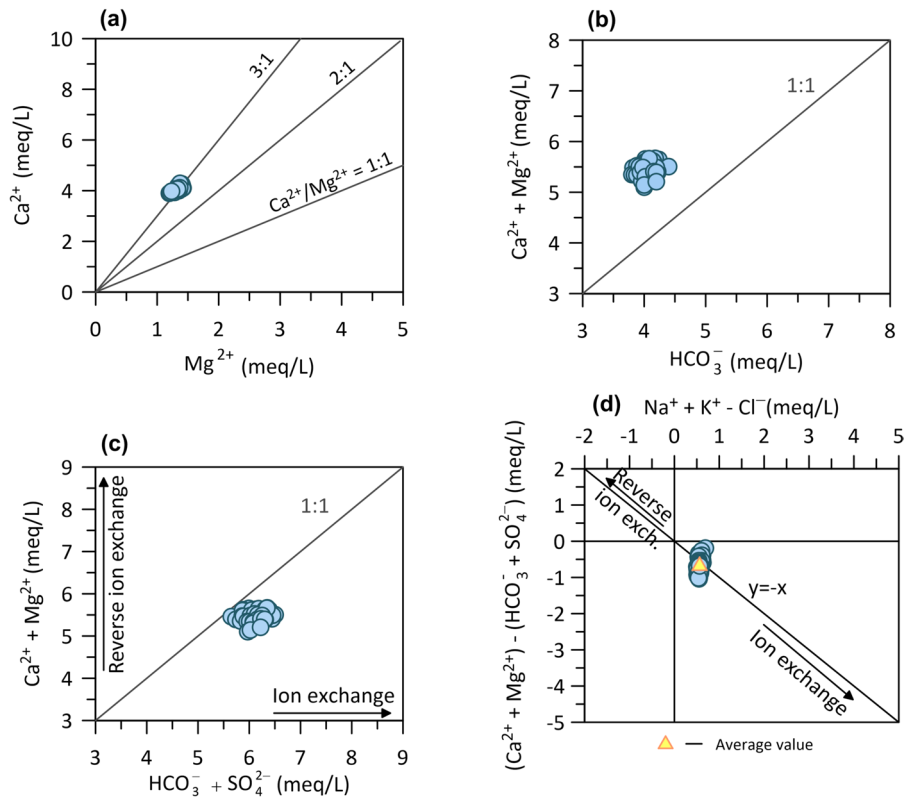 (a)
10
8
6
4
2
0
Ca²⁺ (meq/L)
3:1
2:1
Ca²⁺/Mg²⁺ = 1:1
0 1 2 3 4 5
Mg²⁺ (meq/L)
(b)
8
7
6
5
4
3
Ca²⁺ + Mg²⁺ (meq/L)
1:1
3 4 5 6 7 8
HCO₃⁻ (meq/L)
(c)
9
8
7
6
5
4
3
Ca²⁺ + Mg²⁺ (meq/L)
Reverse ion exchange
1:1
Ion exchange
3 4 5 6 7 8 9
HCO₃⁻ + SO₄²⁻ (meq/L)
(d)
Na⁺ + K⁺ - Cl⁻(meq/L)
-2 -1 0 1 2 3 4 5
2
1
0
-1
-2
-3
-4
-5
(Ca²⁺ + Mg²⁺) - (HCO₃⁻ + SO₄²⁻) (meq/L)
Reverse
ion exch.
y=-x
Ion exchange
— Average value